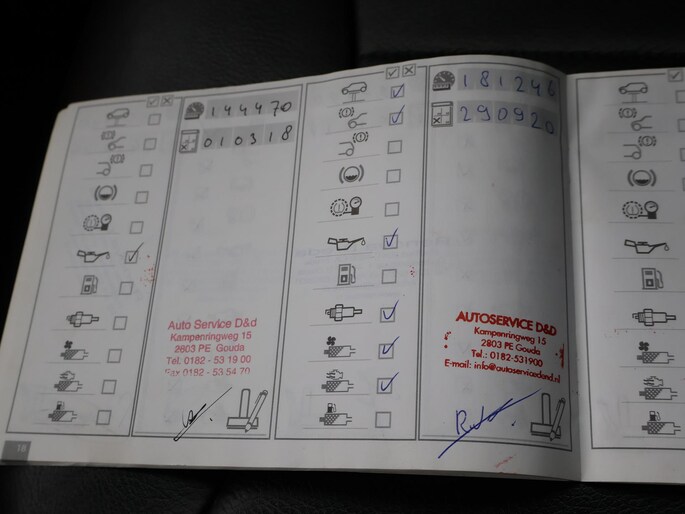 144470
010318
Auto Service D&d
Kampenringweg 15
2803 PE Gouda
Tel. 0182 - 53 19 00
Fax 0182 - 53 54 70
18
181246
290920
AUTOSERVICE D&D
Kampenringweg 15
2803 PE Gouda
Tel.: 0182-531900
E-mail: info@autoservicedend.nl